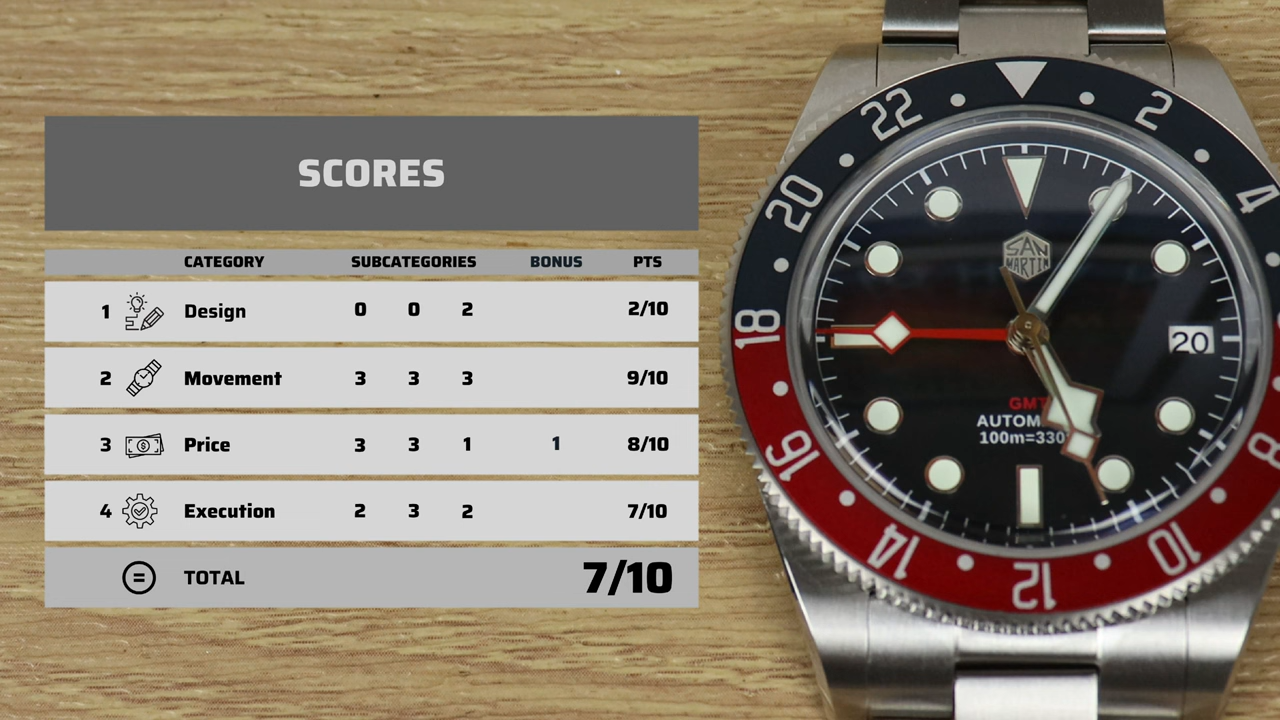 SCORES
CATEGORY SUBCATEGORIES BONUS PTS
1 Design 0 0 2 2/10
2 Movement 3 3 3 9/10
3 Price 3 3 1 1 8/10
4 Execution 2 3 2 7/10
= TOTAL 7/10
22
2
20
4
18
16
8
14
12
10
SAN
MARTIN
20
GMT
100m=330